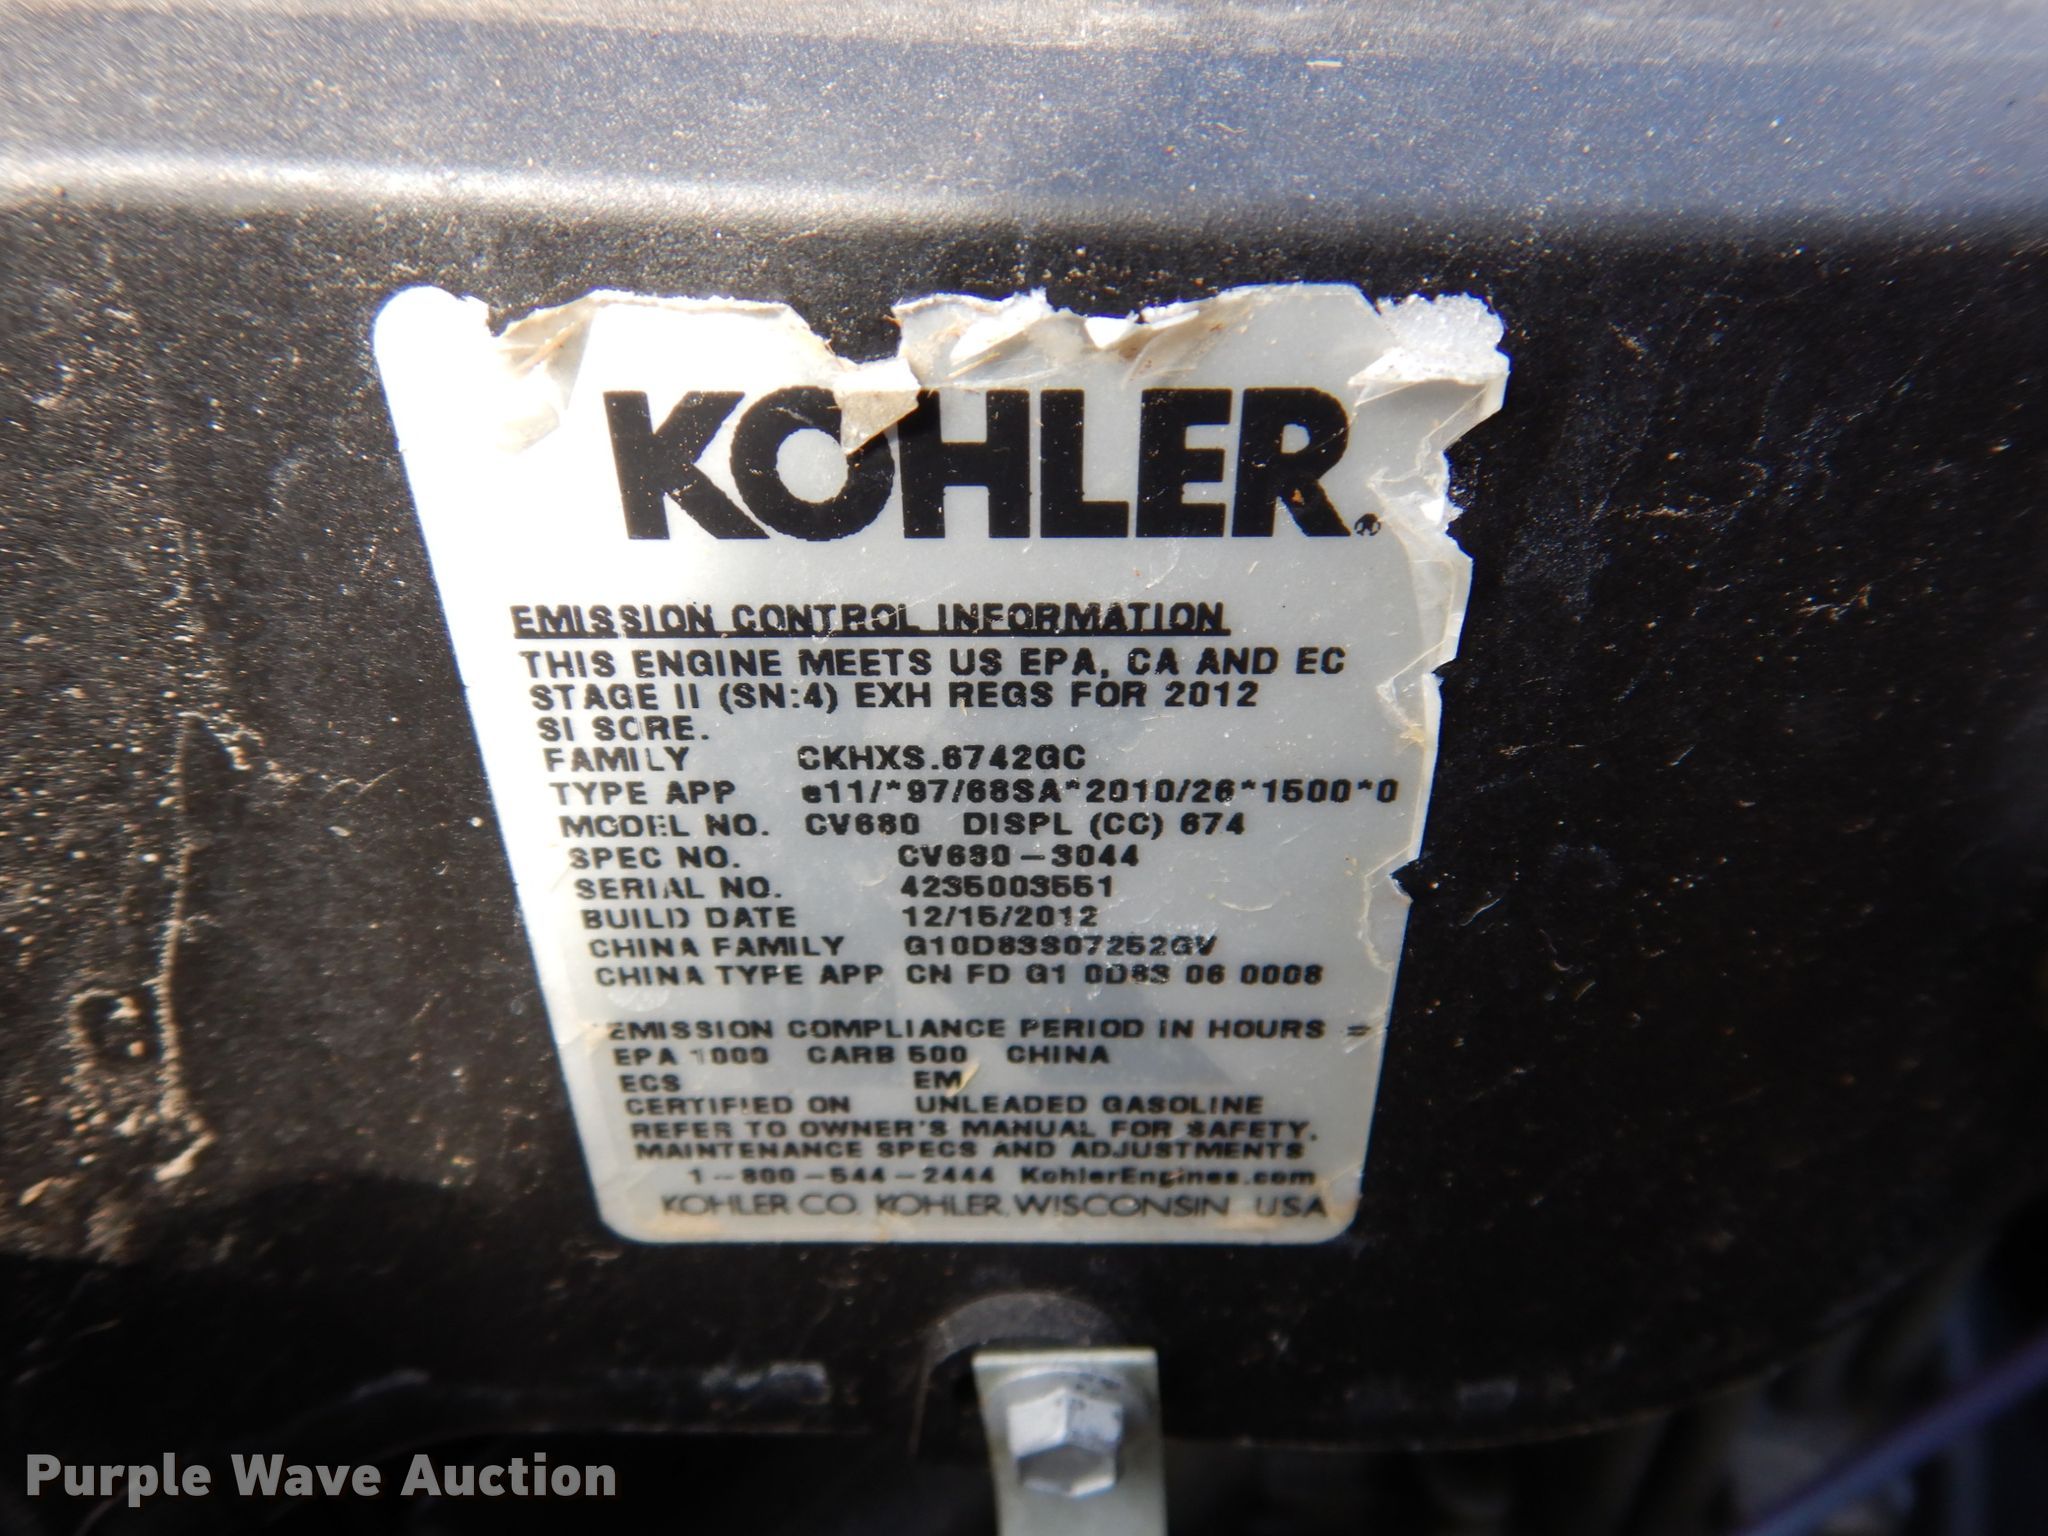 KOHLER®
EMISSION CONTROL INFORMATION
THIS ENGINE MEETS US EPA, CA AND EC
STAGE II (SN:4) EXH REGS FOR 2012
SI SORE.
FAMILY CKHXS.6742GC
TYPE APP e11/*97/68SA*2010/26*1500*0
MODEL NO. CV680 DISPL (CC) 674
SPEC NO. CV680-3044
SERIAL NO. 4235003551
BUILD DATE 12/15/2012
CHINA FAMILY G10D83S07252GV
CHINA TYPE APP CN FD G1 0D83 06 0008
EMISSION COMPLIANCE PERIOD IN HOURS =
EPA 1000 CARB 500 CHINA
ECS EM
CERTIFIED ON UNLEADED GASOLINE
REFER TO OWNER'S MANUAL FOR SAFETY,
MAINTENANCE SPECS AND ADJUSTMENTS
1-800-544-2444 KohlerEngines.com
KOHLER CO. KOHLER, WISCONSIN USA
Purple Wave Auction